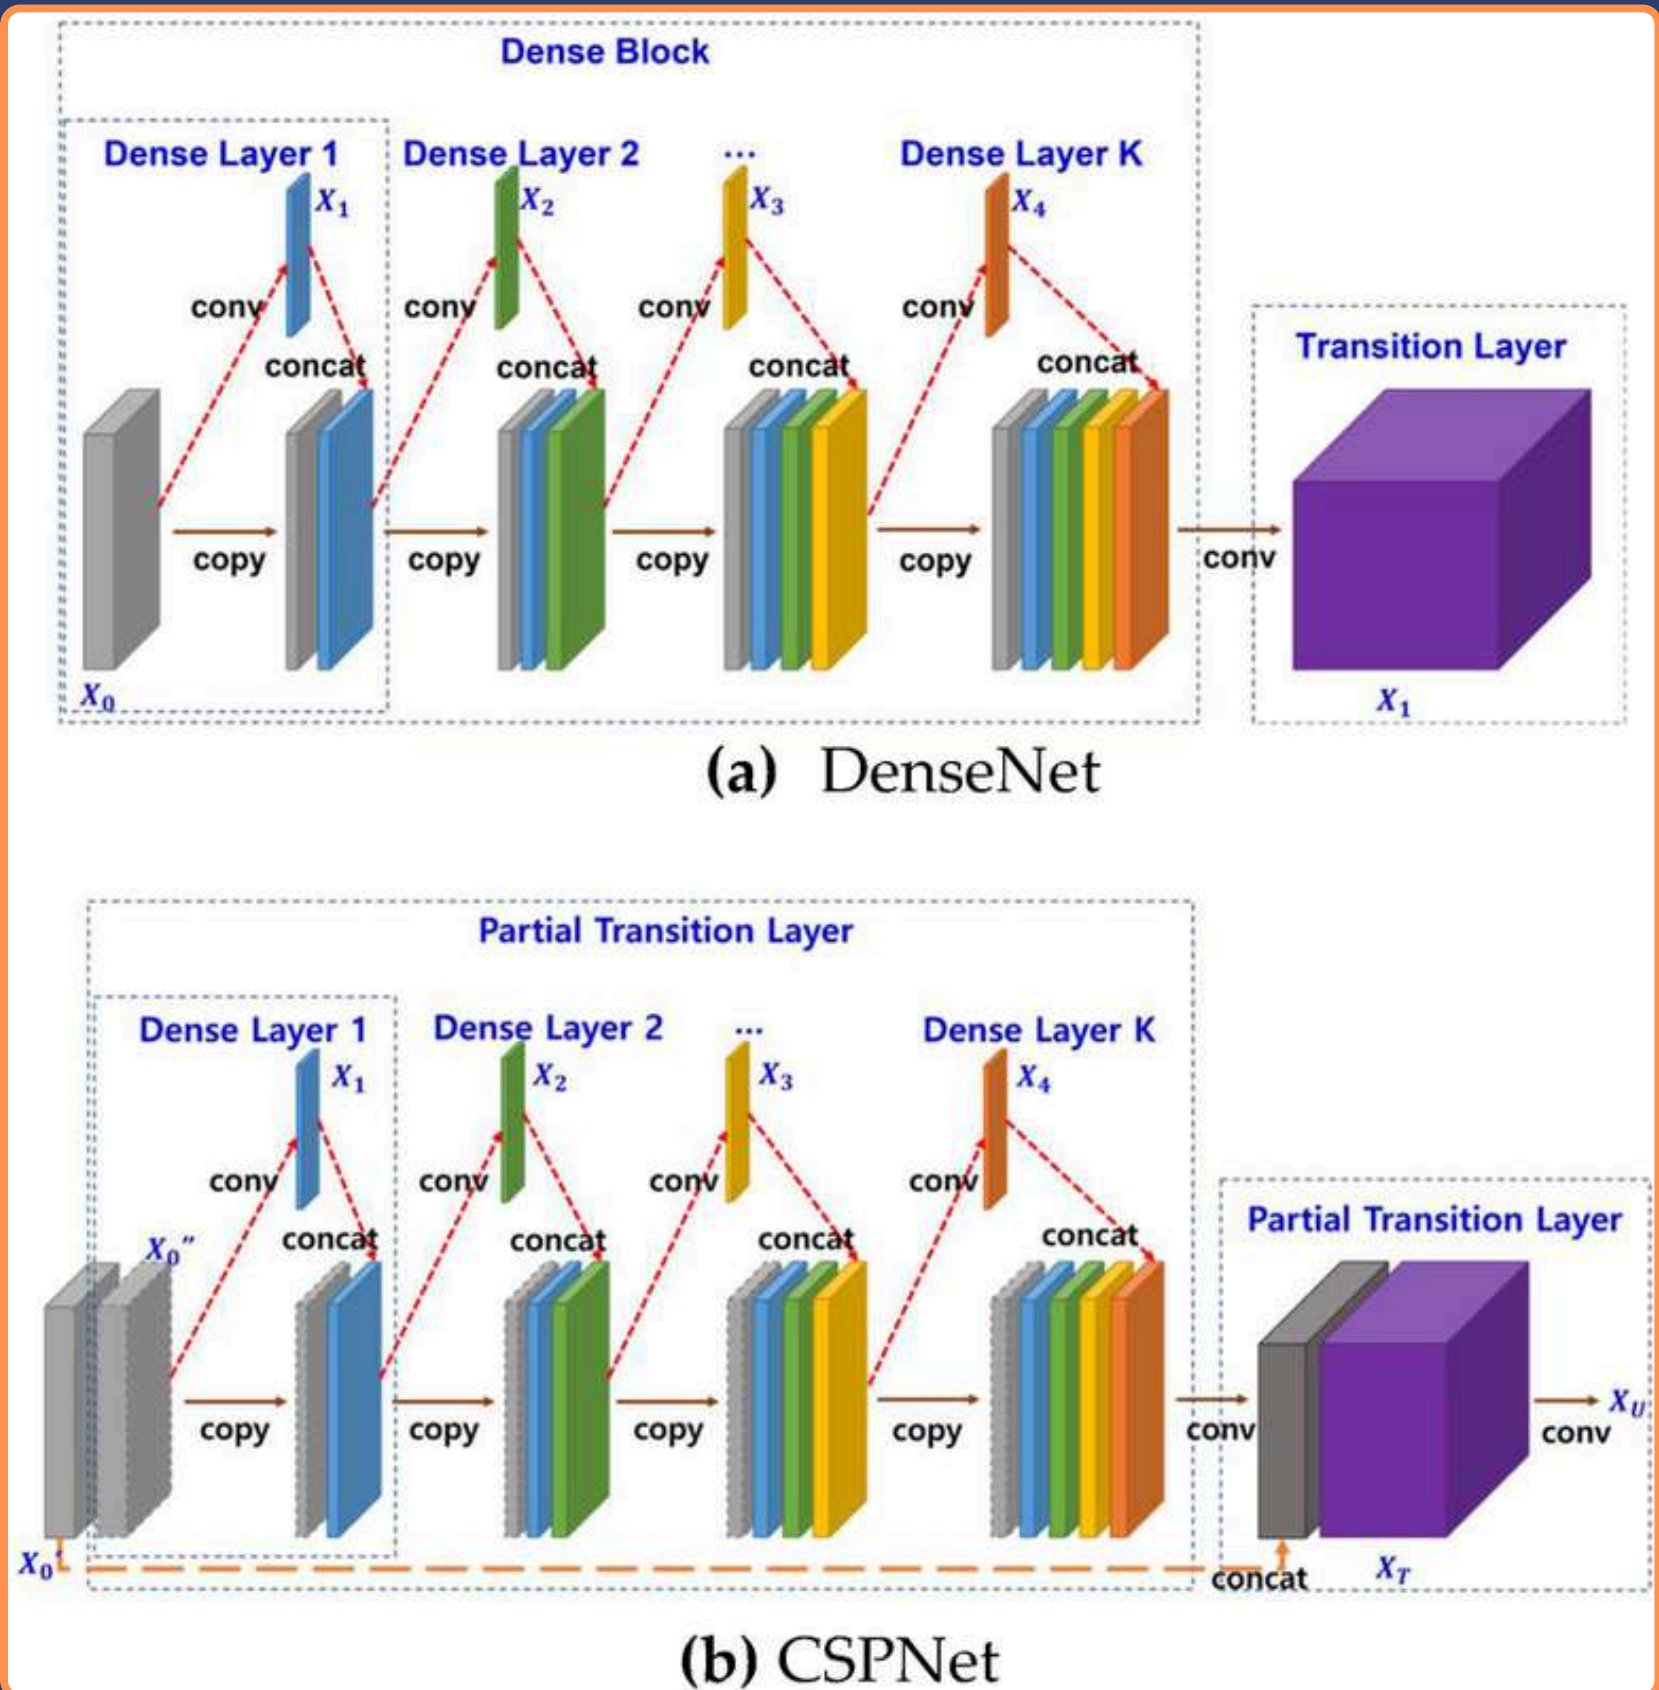 Dense Block
Dense Layer 1 Dense Layer 2 ... Dense Layer K
X₁ X₂ X₃ X₄
conv conv conv conv
Transition Layer
concat concat concat concat
copy copy copy copy conv
X₀ X₁
(a) DenseNet
Partial Transition Layer
Dense Layer 1 Dense Layer 2 ... Dense Layer K
X₁ X₂ X₃ X₄
conv conv conv conv
Partial Transition Layer
X₀″ concat concat concat concat
X_U
copy copy copy copy conv conv
X₀′ concat X_T
(b) CSPNet